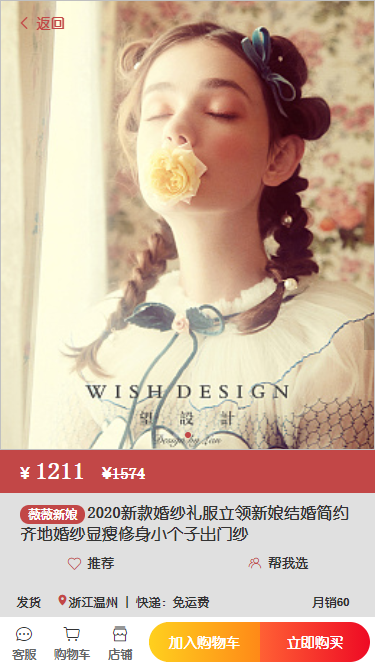 返回
WISH DESIGN
望 設 計
Design by Jan
¥ 1211 ¥1574
薇薇新娘 2020新款婚纱礼服立领新娘结婚简约
齐地婚纱显瘦修身小个子出门纱
推荐 帮我选
发货 浙江温州 | 快递：免运费 月销60
客服 购物车 店铺 加入购物车 立即购买